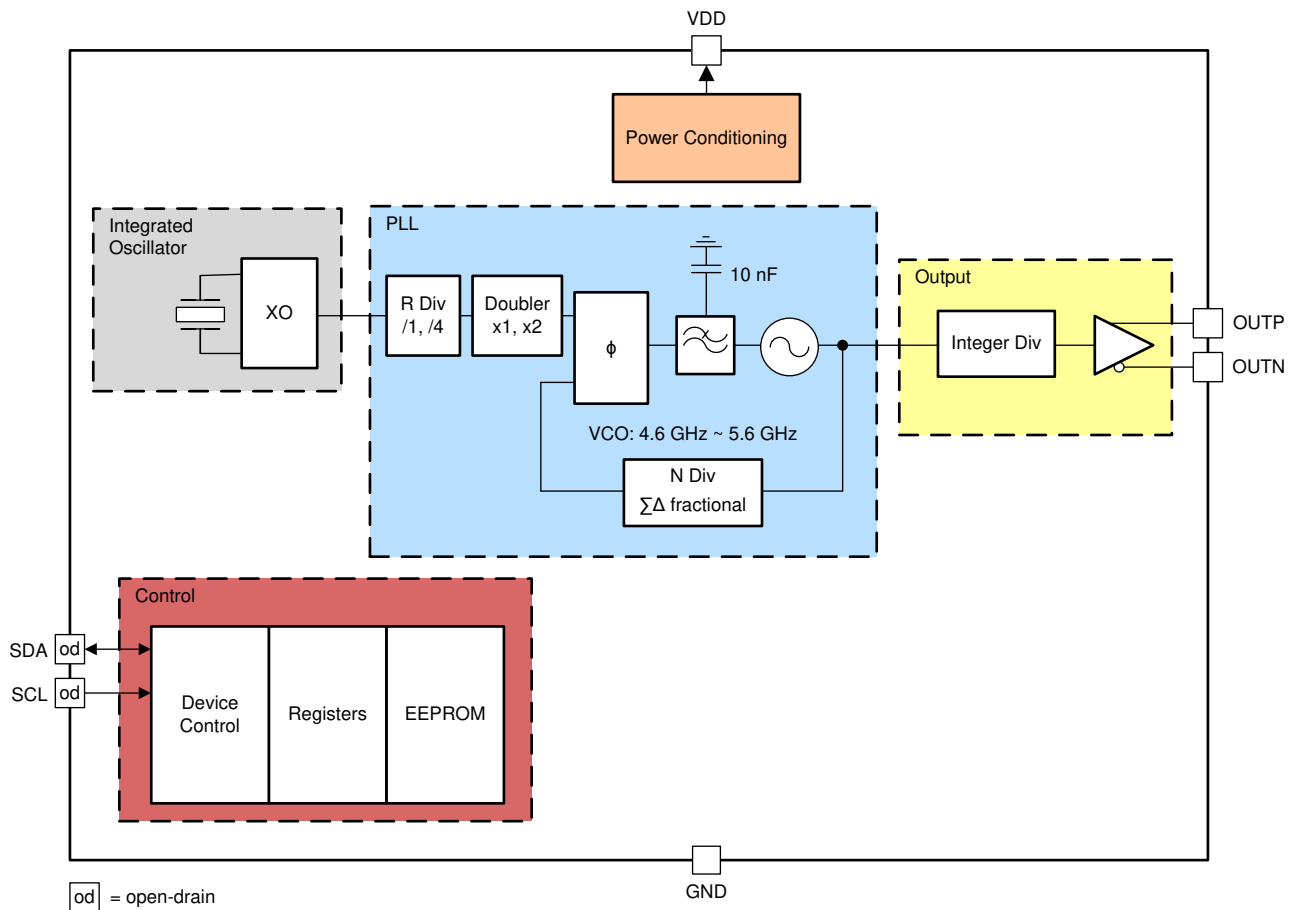 VDD
Power Conditioning
Integrated
Oscillator
XO
PLL
R Div
/1, /4
Doubler
x1, x2
ϕ
10 nF
VCO: 4.6 GHz ~ 5.6 GHz
N Div
∑Δ fractional
Output
Integer Div
OUTP
OUTN
Control
SDA
od
SCL
od
Device
Control
Registers
EEPROM
GND
od = open-drain